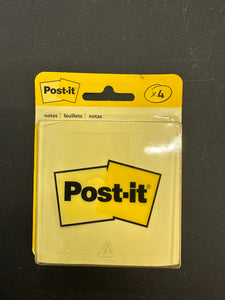 Post-it
x4
notes | feuillets | notas
Post-it®